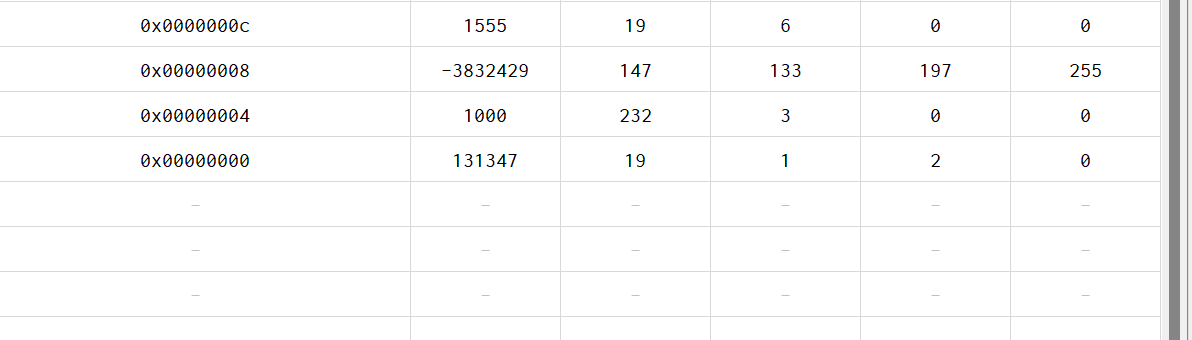 0x0000000c 1555 19 6 0 0
0x00000008 -3832429 147 133 197 255
0x00000004 1000 232 3 0 0
0x00000000 131347 19 1 2 0
- - - - - -
- - - - - -
- - - - - -